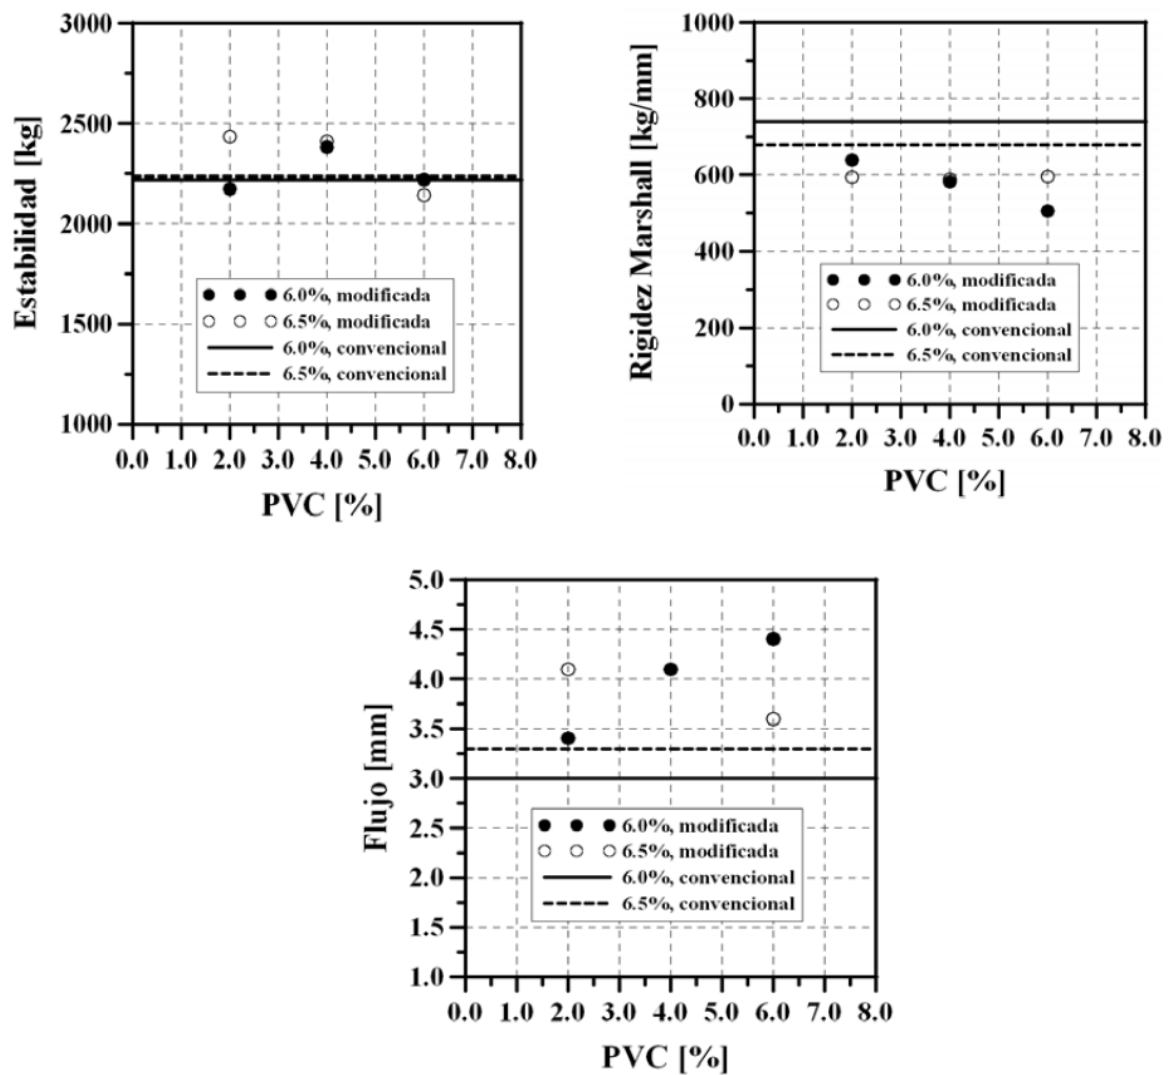 Estabilidad [kg]
3000
2500
2000
1500
1000
6.0%, modificada
6.5%, modificada
6.0%, convencional
6.5%, convencional
0.0 1.0 2.0 3.0 4.0 5.0 6.0 7.0 8.0
PVC [%]
Rigidez Marshall [kg/mm]
1000
800
600
400
200
0
6.0%, modificada
6.5%, modificada
6.0%, convencional
6.5%, convencional
0.0 1.0 2.0 3.0 4.0 5.0 6.0 7.0 8.0
PVC [%]
Flujo [mm]
5.0
4.5
4.0
3.5
3.0
2.5
2.0
1.5
1.0
6.0%, modificada
6.5%, modificada
6.0%, convencional
6.5%, convencional
0.0 1.0 2.0 3.0 4.0 5.0 6.0 7.0 8.0
PVC [%]